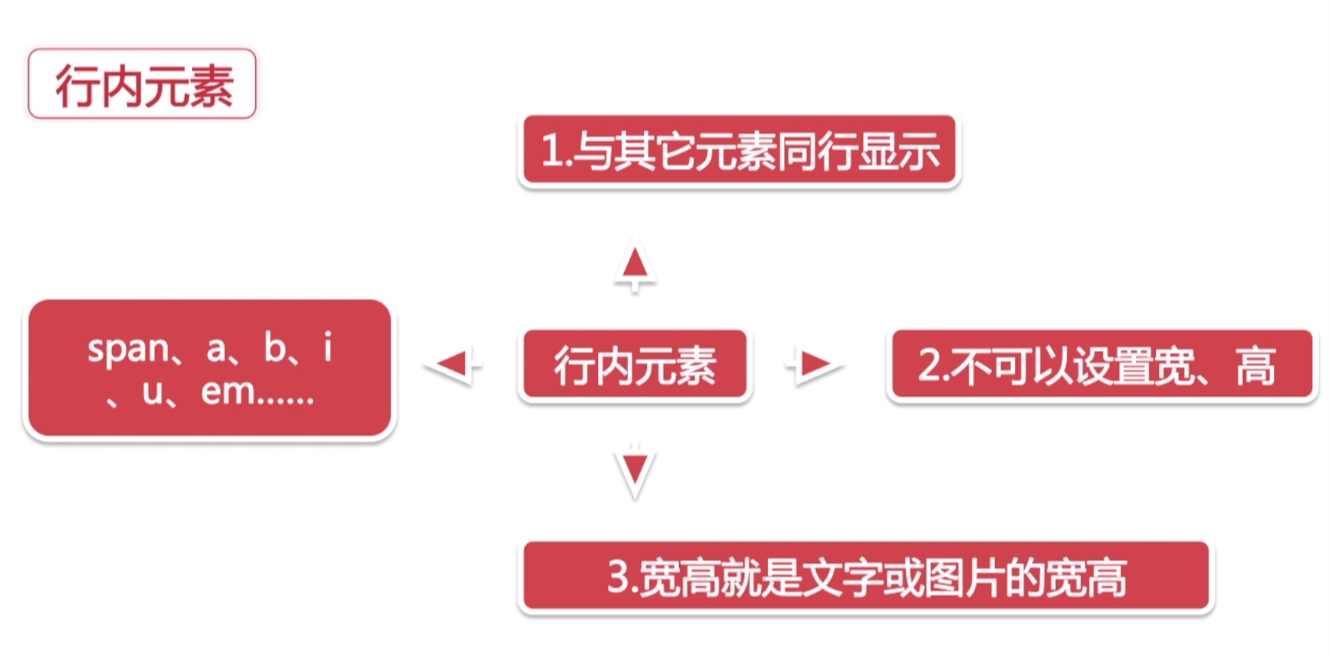 行内元素
1.与其它元素同行显示
span、a、b、i
、u、em……
行内元素
2.不可以设置宽、高
3.宽高就是文字或图片的宽高